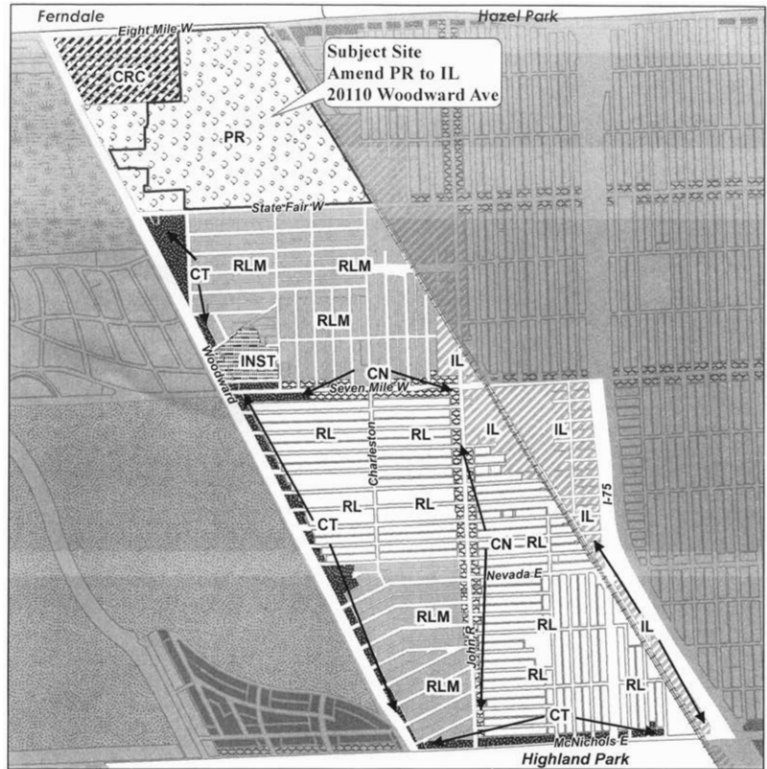 Ferndale
Hazel Park
Eight Mile W
Subject Site
Amend PR to IL
20110 Woodward Ave
CRC
PR
State Fair W
CT
RLM
RLM
RLM
INST
Woodward
CN
IL
Seven Mile W
RL
RL
Charleston
IL
IL
I-75
RL
RL
CT
IL
CN
RL
Nevada E
RLM
John R
RL
IL
RLM
RL
RL
CT
McNichols E
Highland Park